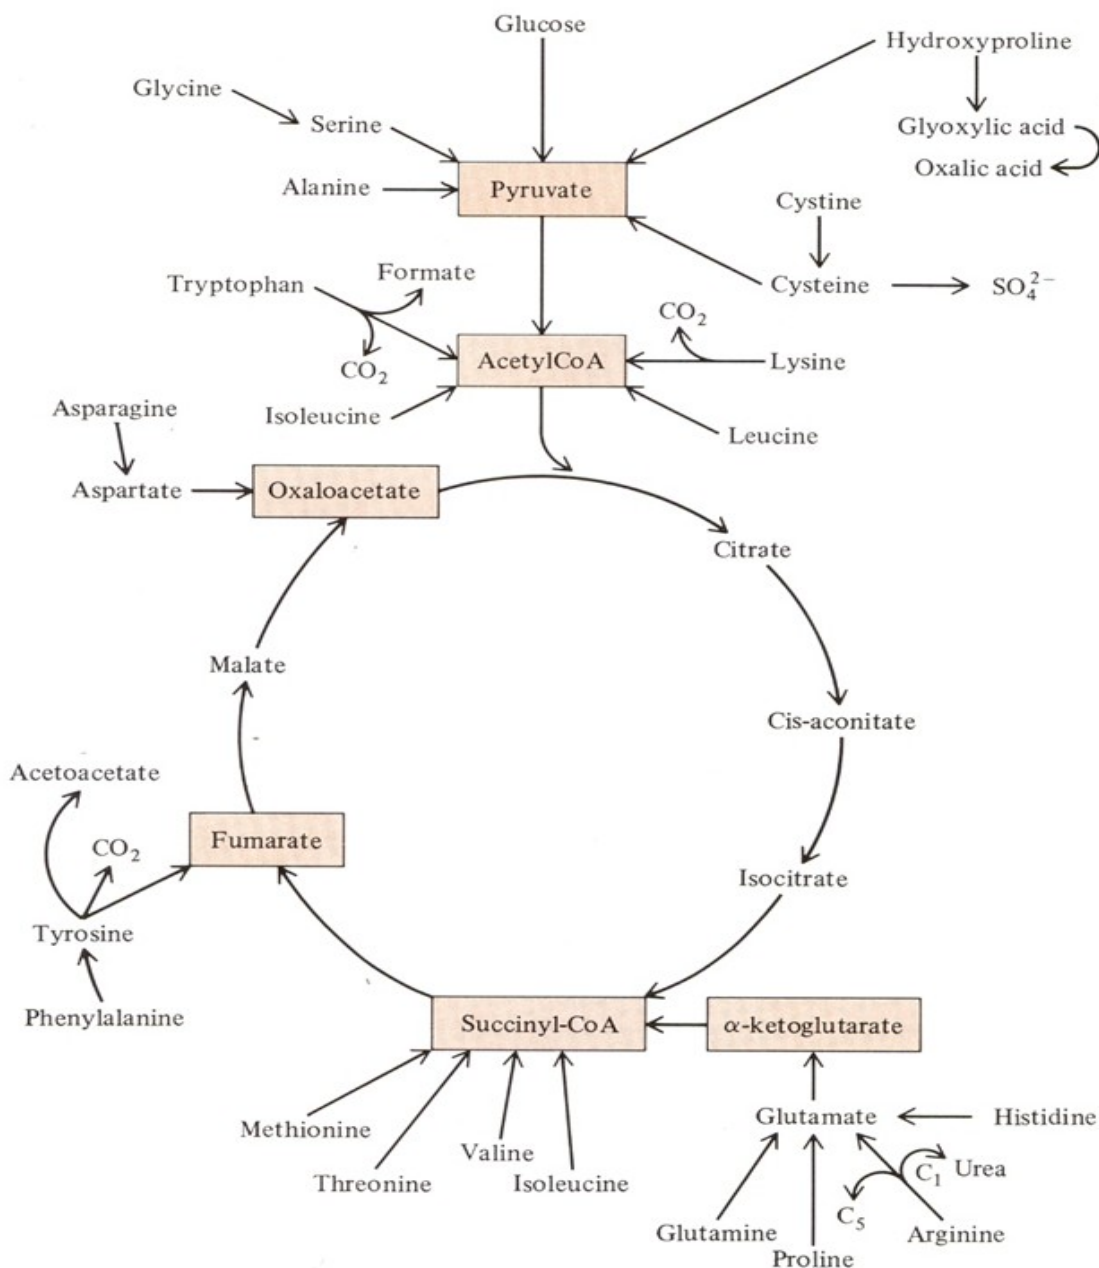 Glucose
Hydroxyproline
Glycine
Serine
Glyoxylic acid
Oxalic acid
Alanine
Pyruvate
Cystine
Tryptophan
Formate
Cysteine
SO₄²⁻
CO₂
CO₂
AcetylCoA
Lysine
Isoleucine
Leucine
Asparagine
Aspartate
Oxaloacetate
Citrate
Malate
Cis-aconitate
Acetoacetate
CO₂
Fumarate
Isocitrate
Tyrosine
Phenylalanine
Succinyl-CoA
α-ketoglutarate
Methionine
Threonine
Valine
Isoleucine
Glutamate
Histidine
C₁
Urea
C₅
Glutamine
Proline
Arginine